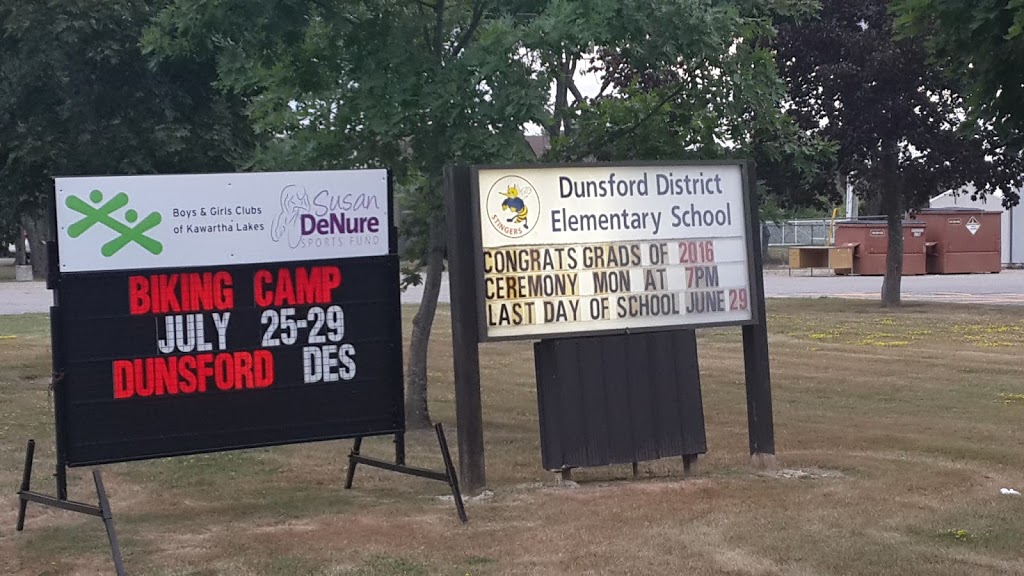 Boys & Girls Clubs
of Kawartha Lakes
Susan
DeNure
SPORTS FUND
BIKING CAMP
JULY 25-29
DUNSFORD DES
STINGERS
Dunsford District
Elementary School
CONGRATS GRADS OF 2016
CEREMONY MON AT 7PM
LAST DAY OF SCHOOL JUNE 29